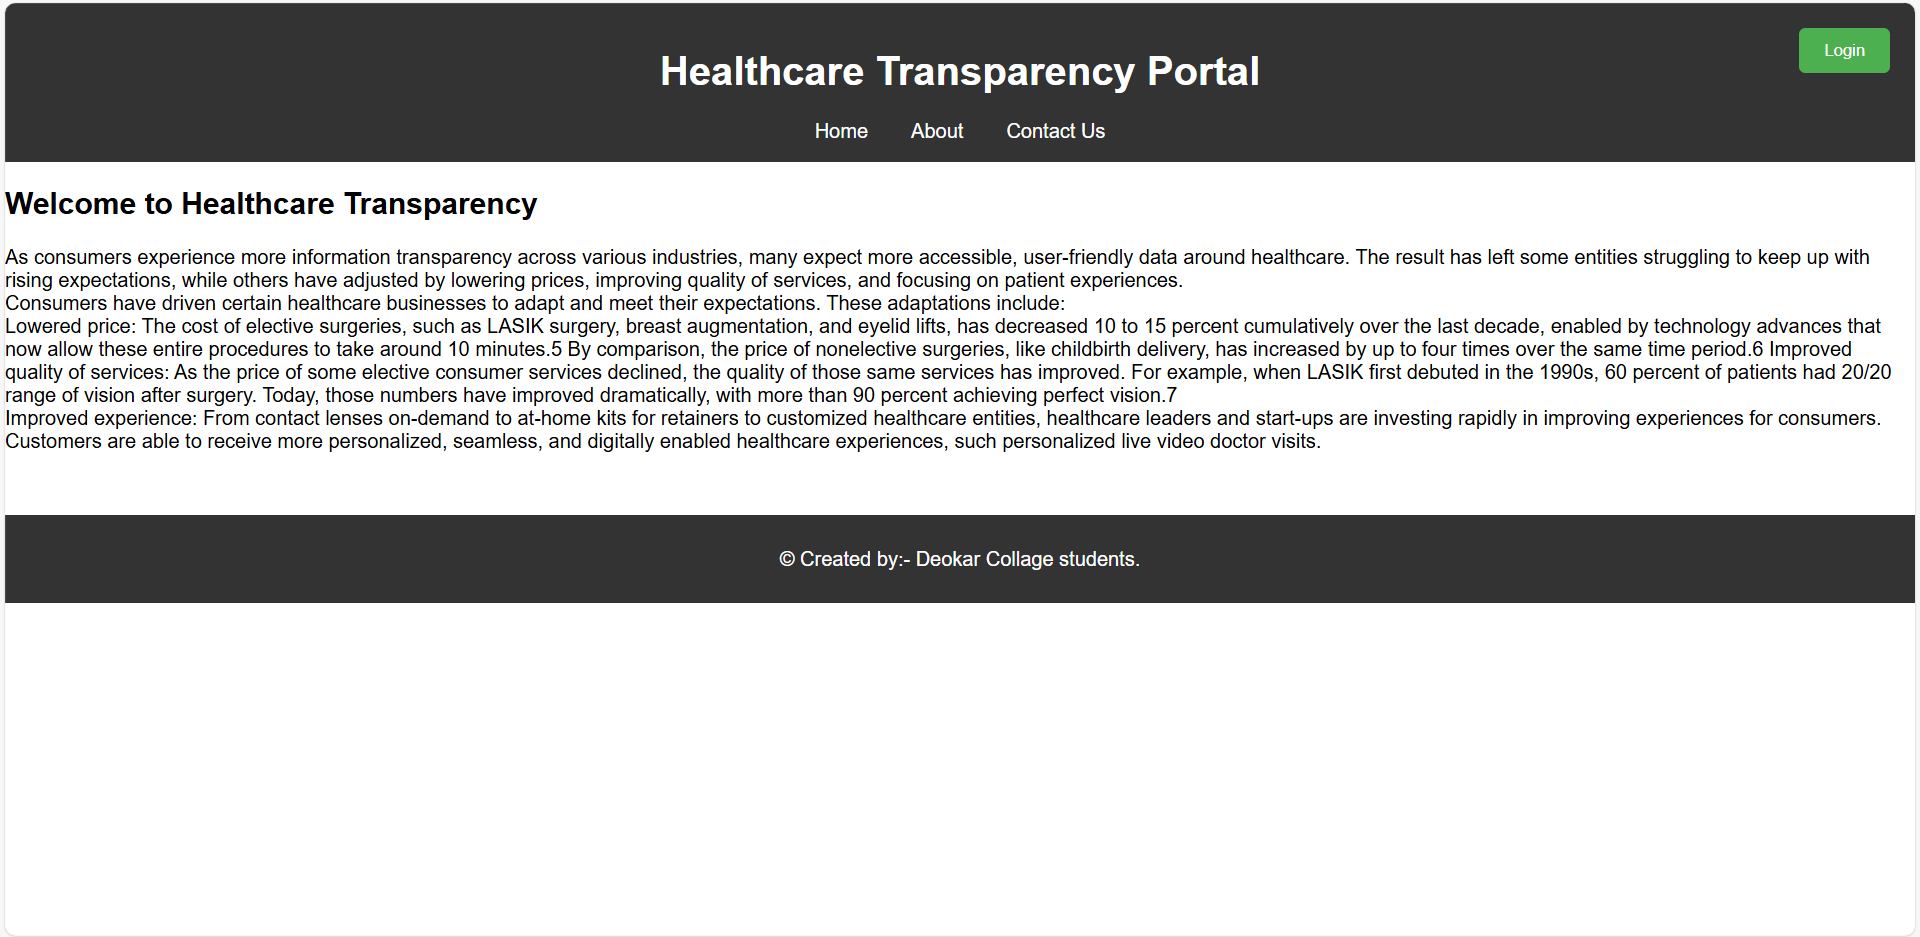 Login
Healthcare Transparency Portal
Home About Contact Us
Welcome to Healthcare Transparency
As consumers experience more information transparency across various industries, many expect more accessible, user-friendly data around healthcare. The result has left some entities struggling to keep up with
rising expectations, while others have adjusted by lowering prices, improving quality of services, and focusing on patient experiences.
Consumers have driven certain healthcare businesses to adapt and meet their expectations. These adaptations include:
Lowered price: The cost of elective surgeries, such as LASIK surgery, breast augmentation, and eyelid lifts, has decreased 10 to 15 percent cumulatively over the last decade, enabled by technology advances that
now allow these entire procedures to take around 10 minutes.5 By comparison, the price of nonelective surgeries, like childbirth delivery, has increased by up to four times over the same time period.6 Improved
quality of services: As the price of some elective consumer services declined, the quality of those same services has improved. For example, when LASIK first debuted in the 1990s, 60 percent of patients had 20/20
range of vision after surgery. Today, those numbers have improved dramatically, with more than 90 percent achieving perfect vision.7
Improved experience: From contact lenses on-demand to at-home kits for retainers to customized healthcare entities, healthcare leaders and start-ups are investing rapidly in improving experiences for consumers.
Customers are able to receive more personalized, seamless, and digitally enabled healthcare experiences, such personalized live video doctor visits.
© Created by:- Deokar Collage students.